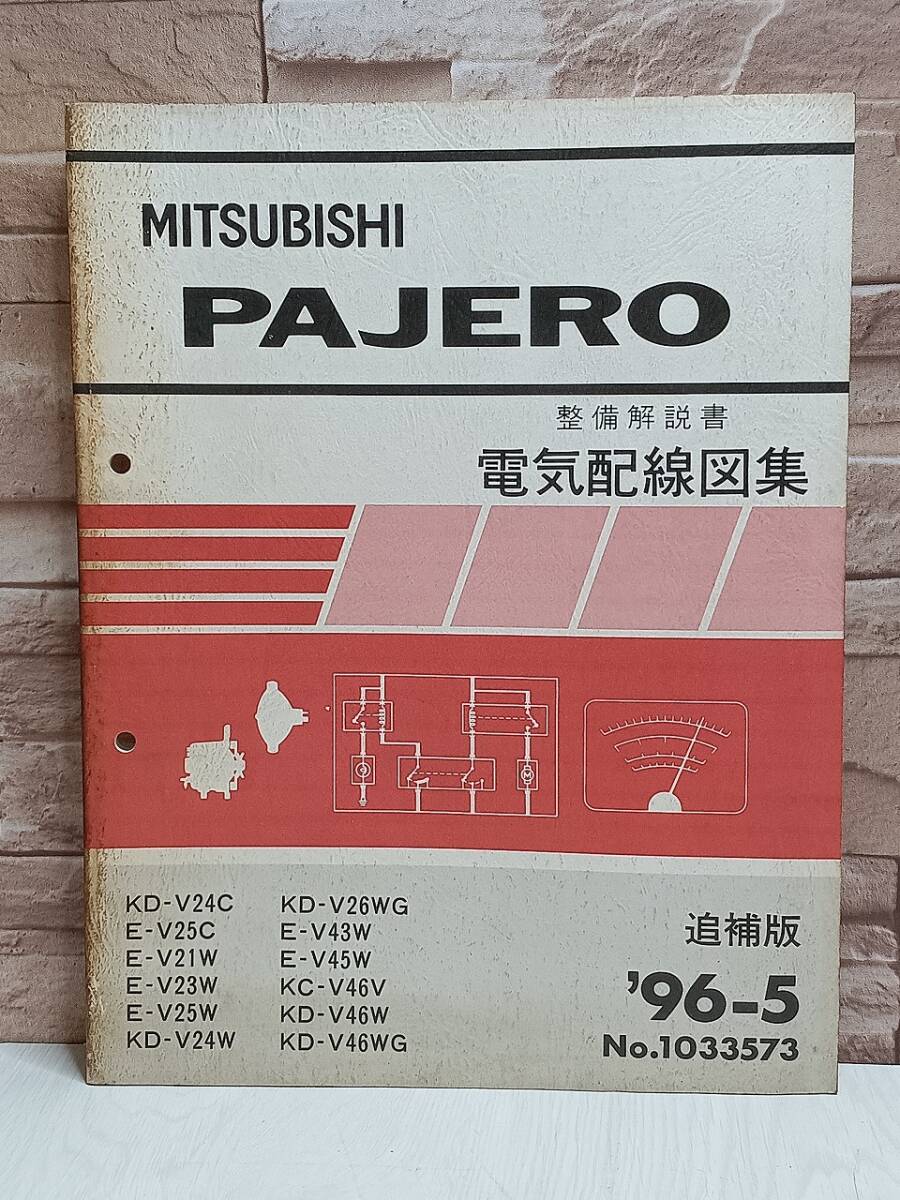 MITSUBISHI
PAJERO
整備解説書
電気配線図集
M
KD-V24C KD-V26WG
E-V25C E-V43W
E-V21W E-V45W
E-V23W KC-V46V
E-V25W KD-V46W
KD-V24W KD-V46WG
追補版
'96-5
No.1033573